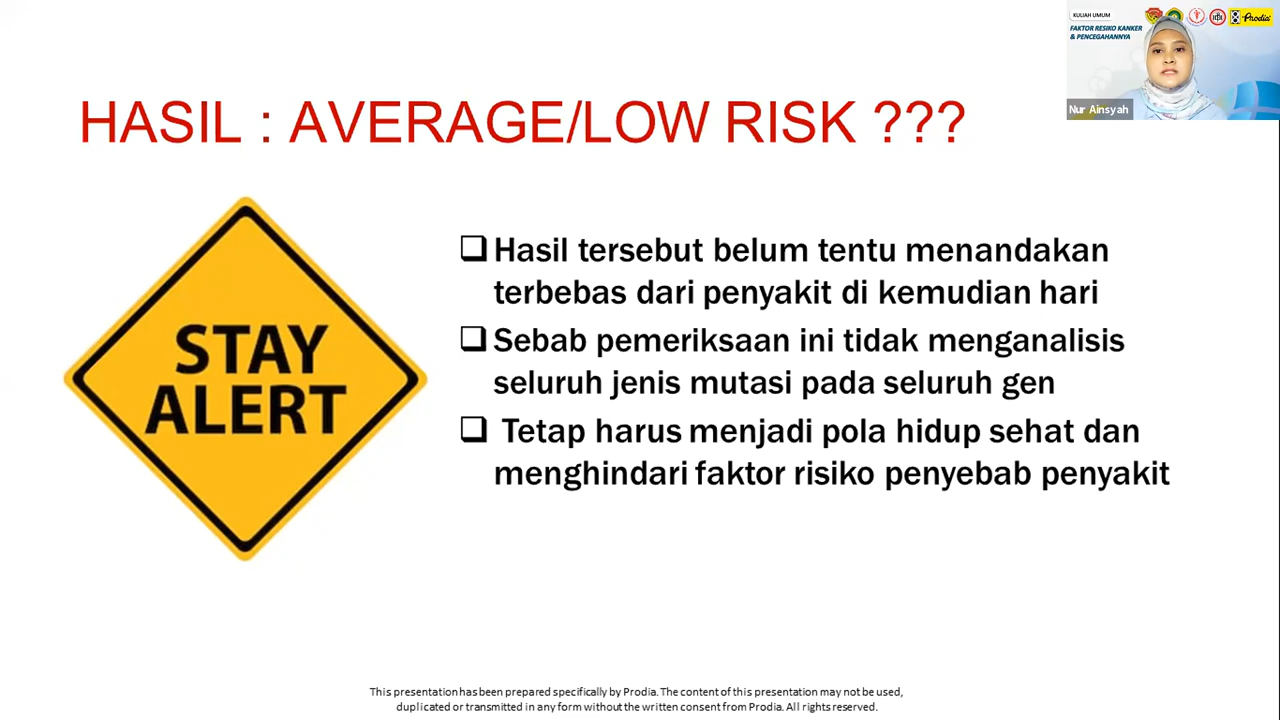 KULIAH UMUM
FAKTOR RESIKO KANKER
& PENCEGAHANNYA
IBI
Prodia
Nur Ainsyah
HASIL : AVERAGE/LOW RISK ???
STAY
ALERT
Hasil tersebut belum tentu menandakan
terbebas dari penyakit di kemudian hari
Sebab pemeriksaan ini tidak menganalisis
seluruh jenis mutasi pada seluruh gen
Tetap harus menjadi pola hidup sehat dan
menghindari faktor risiko penyebab penyakit
This presentation has been prepared specifically by Prodia. The content of this presentation may not be used,
duplicated or transmitted in any form without the written consent from Prodia. All rights reserved.